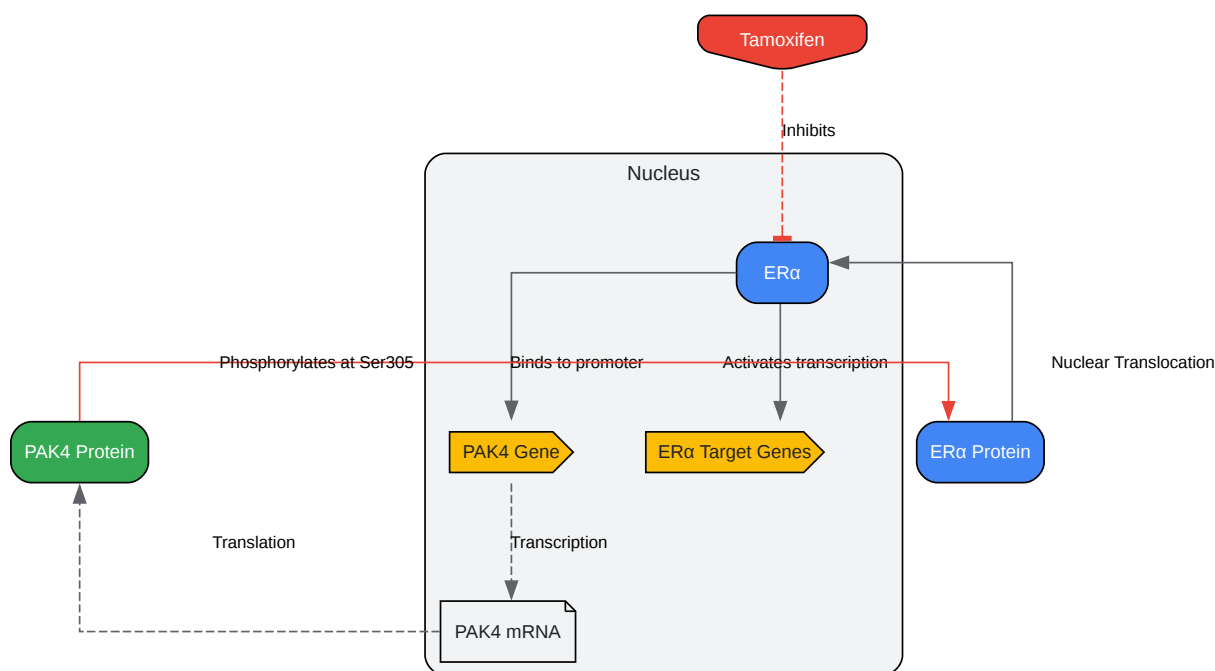 Tamoxifen
Inhibits
Nucleus
ERα
Phosphorylates at Ser305
Binds to promoter
Activates transcription
Nuclear Translocation
PAK4 Protein
PAK4 Gene
ERα Target Genes
ERα Protein
Translation
Transcription
PAK4 mRNA